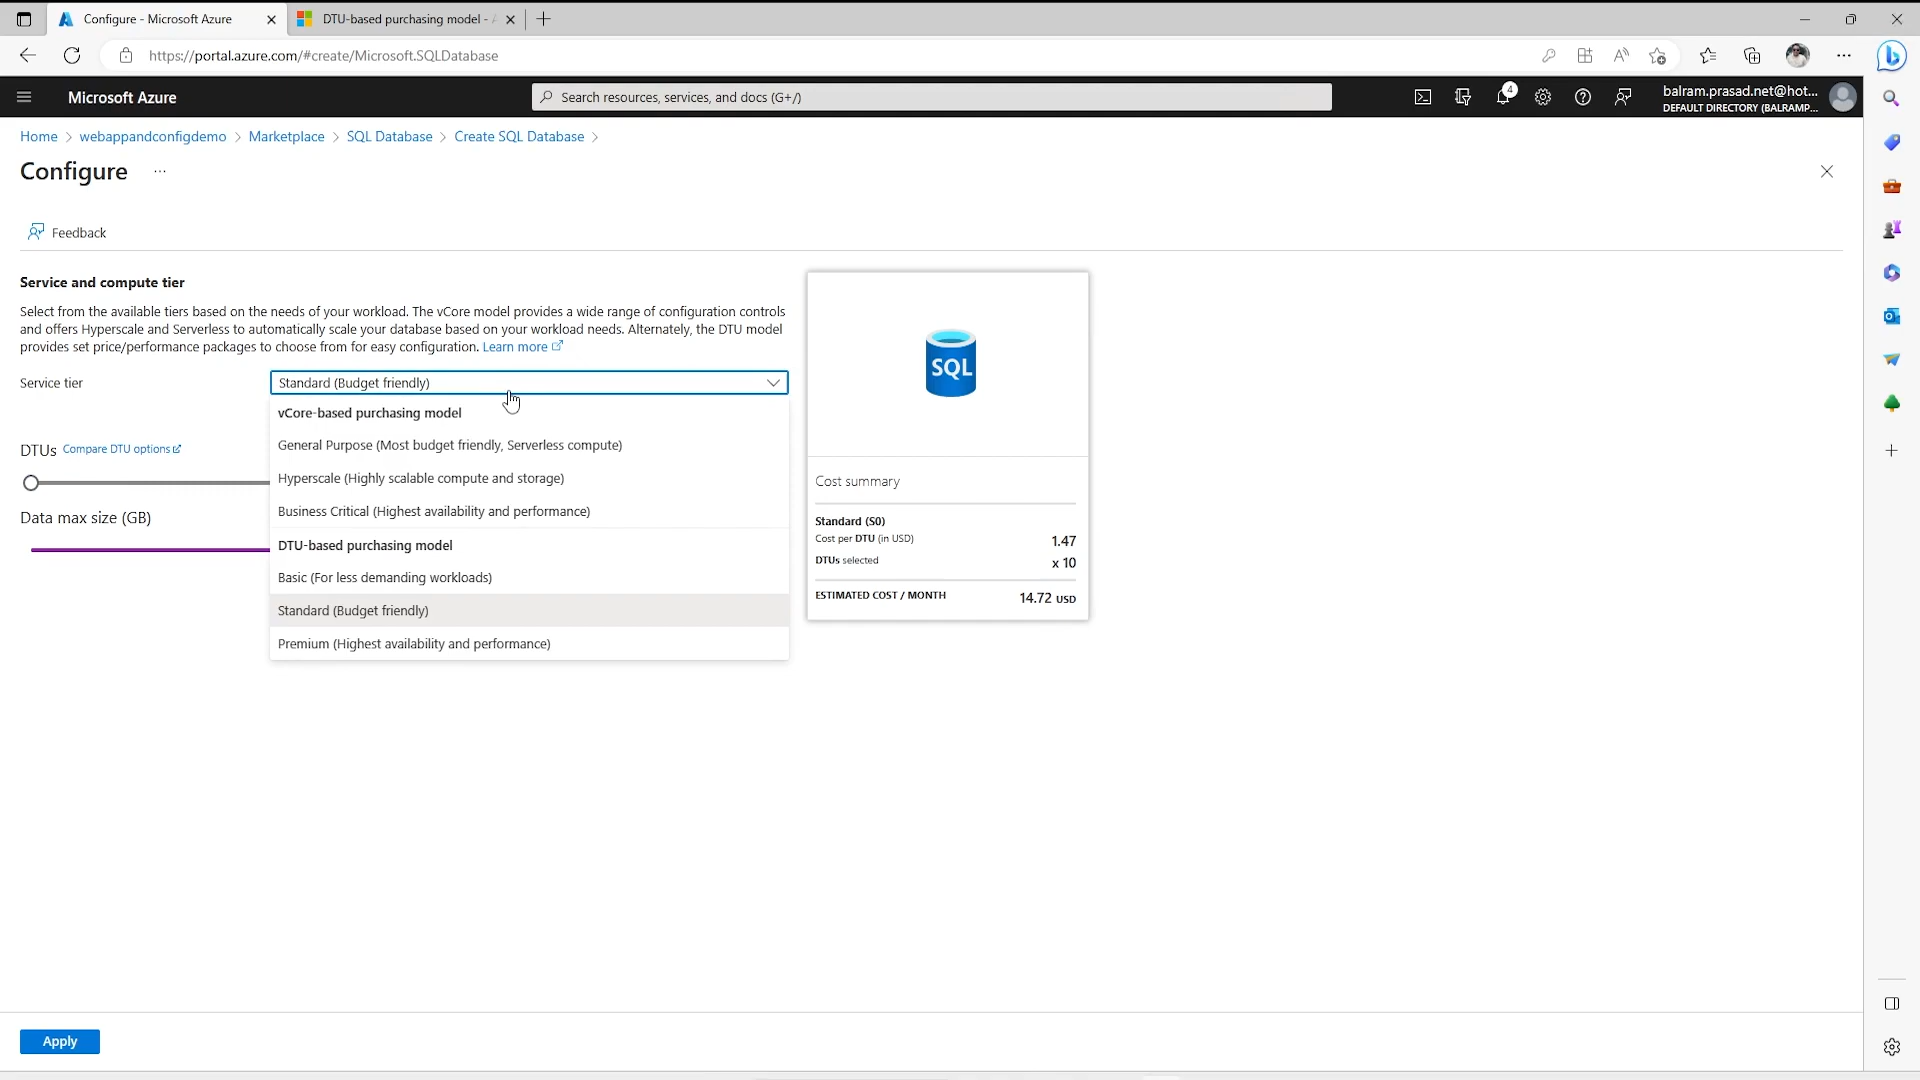 Configure - Microsoft Azure
DTU-based purchasing model -
https://portal.azure.com/#create/Microsoft.SQLDatabase
Microsoft Azure
Search resources, services, and docs (G+/)
4
balram.prasad.net@hot...
DEFAULT DIRECTORY (BALRAMP...
Home > webappandconfigdemo > Marketplace > SQL Database > Create SQL Database >
Configure ...
Feedback
Service and compute tier
Select from the available tiers based on the needs of your workload. The vCore model provides a wide range of configuration controls
and offers Hyperscale and Serverless to automatically scale your database based on your workload needs. Alternately, the DTU model
provides set price/performance packages to choose from for easy configuration. Learn more
Service tier
Standard (Budget friendly)
vCore-based purchasing model
General Purpose (Most budget friendly, Serverless compute)
Hyperscale (Highly scalable compute and storage)
Business Critical (Highest availability and performance)
DTU-based purchasing model
Basic (For less demanding workloads)
Standard (Budget friendly)
Premium (Highest availability and performance)
DTUs Compare DTU options
Data max size (GB)
SQL
Cost summary
Standard (S0)
Cost per DTU (in USD) 1.47
DTUs selected x 10
ESTIMATED COST / MONTH 14.72 USD
Apply